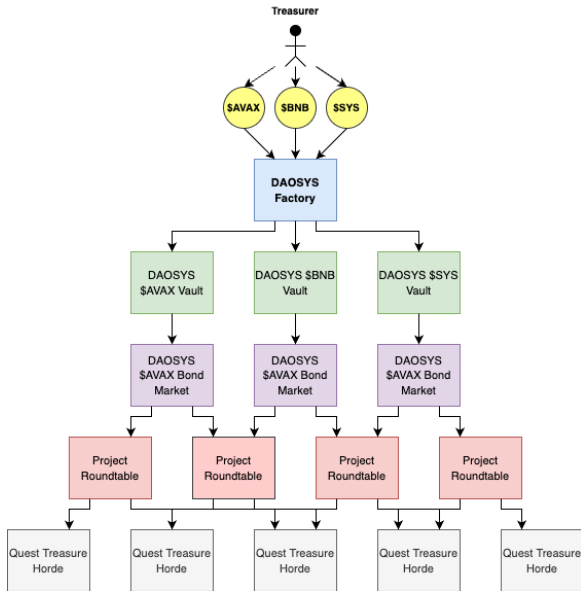 Treasurer
$AVAX
$BNB
$SYS
DAOSYS
Factory
DAOSYS
$AVAX Vault
DAOSYS $BNB
Vault
DAOSYS $SYS
Vault
DAOSYS
$AVAX Bond
Market
DAOSYS
$AVAX Bond
Market
DAOSYS
$AVAX Bond
Market
Project
Roundtable
Project
Roundtable
Project
Roundtable
Project
Roundtable
Quest Treasure
Horde
Quest Treasure
Horde
Quest Treasure
Horde
Quest Treasure
Horde
Quest Treasure
Horde